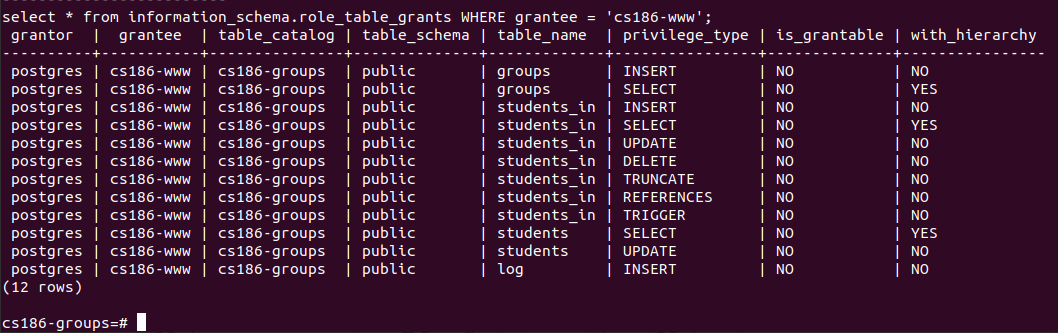 select * from information_schema.role_table_grants WHERE grantee = 'cs186-www';
 grantor  | grantee   | table_catalog | table_schema | table_name  | privilege_type | is_grantable | with_hierarchy
----------+-----------+---------------+--------------+-------------+----------------+--------------+----------------
 postgres | cs186-www | cs186-groups  | public       | groups      | INSERT         | NO           | NO
 postgres | cs186-www | cs186-groups  | public       | groups      | SELECT         | NO           | YES
 postgres | cs186-www | cs186-groups  | public       | students_in | INSERT         | NO           | NO
 postgres | cs186-www | cs186-groups  | public       | students_in | SELECT         | NO           | YES
 postgres | cs186-www | cs186-groups  | public       | students_in | UPDATE         | NO           | NO
 postgres | cs186-www | cs186-groups  | public       | students_in | DELETE         | NO           | NO
 postgres | cs186-www | cs186-groups  | public       | students_in | TRUNCATE       | NO           | NO
 postgres | cs186-www | cs186-groups  | public       | students_in | REFERENCES     | NO           | NO
 postgres | cs186-www | cs186-groups  | public       | students_in | TRIGGER        | NO           | NO
 postgres | cs186-www | cs186-groups  | public       | students    | SELECT         | NO           | YES
 postgres | cs186-www | cs186-groups  | public       | students    | UPDATE         | NO           | NO
 postgres | cs186-www | cs186-groups  | public       | log         | INSERT         | NO           | NO
(12 rows)

cs186-groups=#